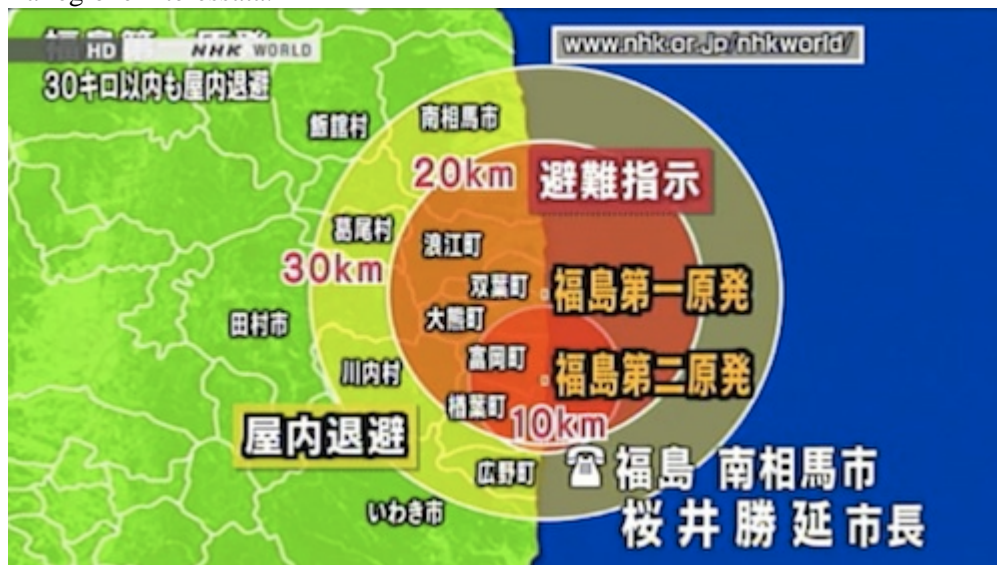 HD NHK WORLD
www.nhk.or.jp/nhkworld/
30キロ以内も屋内退避
飯舘村
南相馬市
20km
避難指示
葛尾村
浪江町
30km
双葉町
福島第一原発
田村市
大熊町
富岡町
福島第二原発
川内村
楢葉町
10km
屋内退避
広野町
福島 南相馬市
いわき市
桜井勝延市長